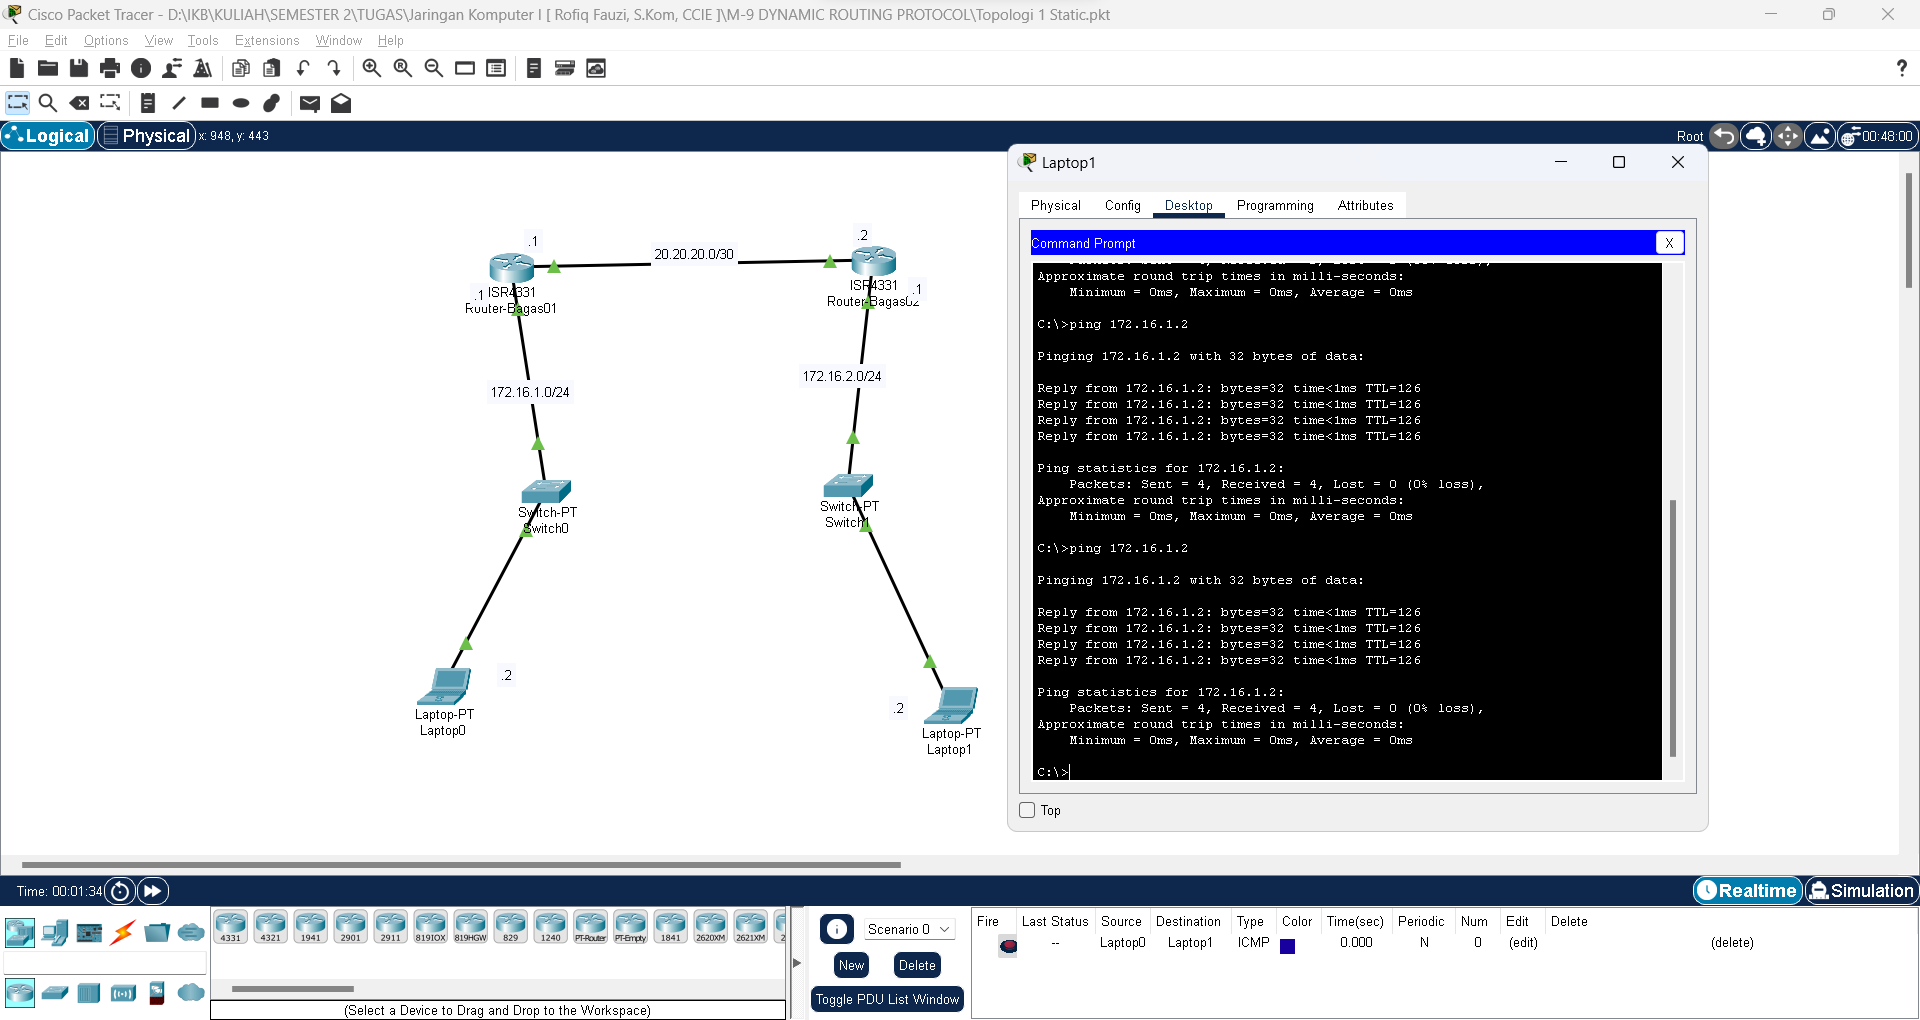 Cisco Packet Tracer - D:\IKB\KULIAH\SEMESTER 2\TUGAS\Jaringan Komputer I [ Rofiq Fauzi, S.Kom, CCIE ]\M-9 DYNAMIC ROUTING PROTOCOL\Topologi 1 Static.pkt
File Edit Options View Tools Extensions Window Help
?
Logical Physical x: 948, y: 443
Root 00:48:00
.1
20.20.20.0/30
.2
ISR4331
.1
Router-Bagas01
ISR4331
.1
Router-Bagas02
172.16.1.0/24
172.16.2.0/24
Switch-PT
Switch0
Switch-PT
Switch1
.2
Laptop-PT
Laptop0
.2
Laptop-PT
Laptop1
Laptop1
Physical Config Desktop Programming Attributes
Command Prompt X
Approximate round trip times in milli-seconds:
Minimum = 0ms, Maximum = 0ms, Average = 0ms
C:\>ping 172.16.1.2
Pinging 172.16.1.2 with 32 bytes of data:
Reply from 172.16.1.2: bytes=32 time<1ms TTL=126
Reply from 172.16.1.2: bytes=32 time<1ms TTL=126
Reply from 172.16.1.2: bytes=32 time<1ms TTL=126
Reply from 172.16.1.2: bytes=32 time<1ms TTL=126
Ping statistics for 172.16.1.2:
Packets: Sent = 4, Received = 4, Lost = 0 (0% loss),
Approximate round trip times in milli-seconds:
Minimum = 0ms, Maximum = 0ms, Average = 0ms
C:\>ping 172.16.1.2
Pinging 172.16.1.2 with 32 bytes of data:
Reply from 172.16.1.2: bytes=32 time<1ms TTL=126
Reply from 172.16.1.2: bytes=32 time<1ms TTL=126
Reply from 172.16.1.2: bytes=32 time<1ms TTL=126
Reply from 172.16.1.2: bytes=32 time<1ms TTL=126
Ping statistics for 172.16.1.2:
Packets: Sent = 4, Received = 4, Lost = 0 (0% loss),
Approximate round trip times in milli-seconds:
Minimum = 0ms, Maximum = 0ms, Average = 0ms
C:\>
Top
Time: 00:01:34
Realtime Simulation
4331 4321 1941 2901 2911 819IOX 819HGW 829 1240 PT-Router PT-Empty 1841 2620XM 2621XM
(Select a Device to Drag and Drop to the Workspace)
Scenario 0
New Delete
Toggle PDU List Window
Fire Last Status Source Destination Type Color Time(sec) Periodic Num Edit Delete
-- Laptop0 Laptop1 ICMP 0.000 N 0 (edit) (delete)